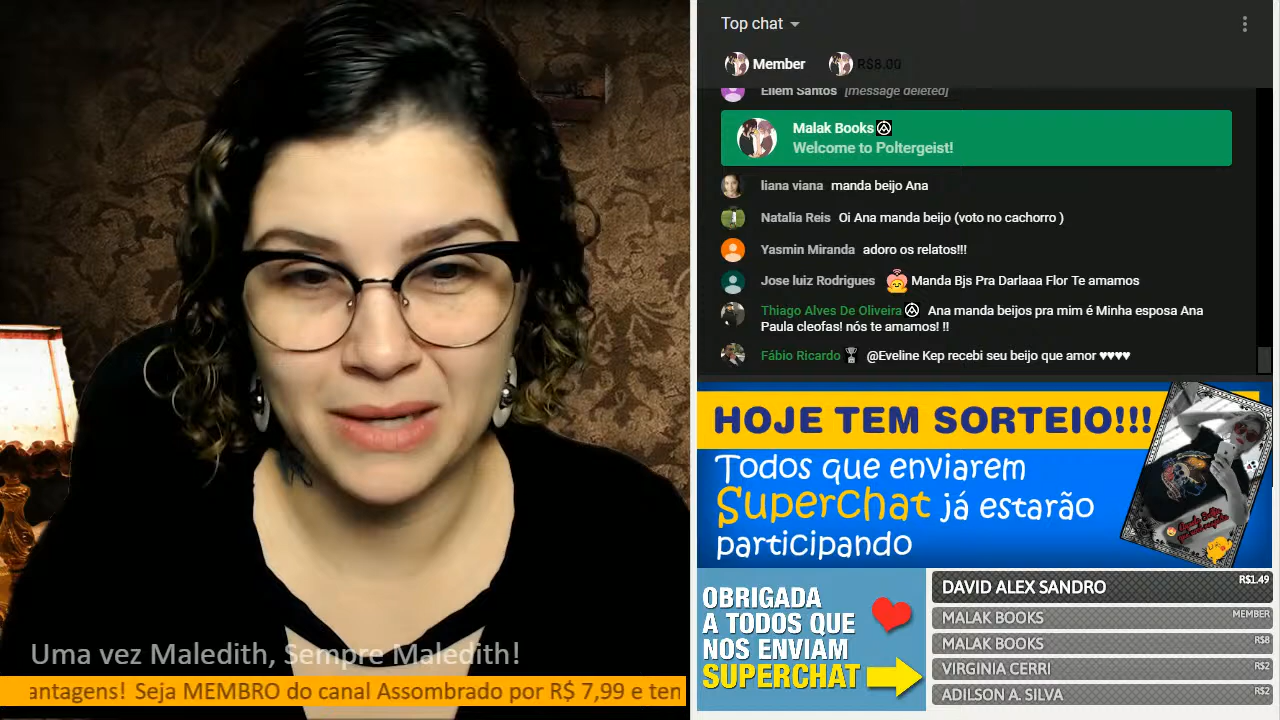 Top chat
Member
R$8.00
Ellem Santos [message deleted]
Malak Books
Welcome to Poltergeist!
liana viana manda beijo Ana
Natalia Reis Oi Ana manda beijo (voto no cachorro )
Yasmin Miranda adoro os relatos!!!
Jose luiz Rodrigues Manda Bjs Pra Darlaaa Flor Te amamos
Thiago Alves De Oliveira Ana manda beijos pra mim é Minha esposa Ana
Paula cleofas! nós te amamos! !!
Fábio Ricardo @Eveline Kep recebi seu beijo que amor ♥♥♥♥
HOJE TEM SORTEIO!!!
Todos que enviarem
Superchat já estarão
participando
OBRIGADA
A TODOS QUE
NOS ENVIAM
SUPERCHAT
DAVID ALEX SANDRO R$1.49
MALAK BOOKS MEMBER
MALAK BOOKS R$8
VIRGINIA CERRI R$2
ADILSON A. SILVA R$2
Uma vez Maledith, Sempre Maledith!
antagens! Seja MEMBRO do canal Assombrado por R$ 7,99 e ten